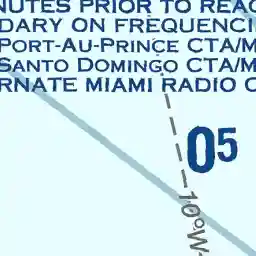 NUTES PRIOR TO REAC
DARY ON FREQUENCI
PORT-AU-PRINCE CTA/M
SANTO DOMINGO CTA/M
RNATE MIAMI RADIO
05
10°W